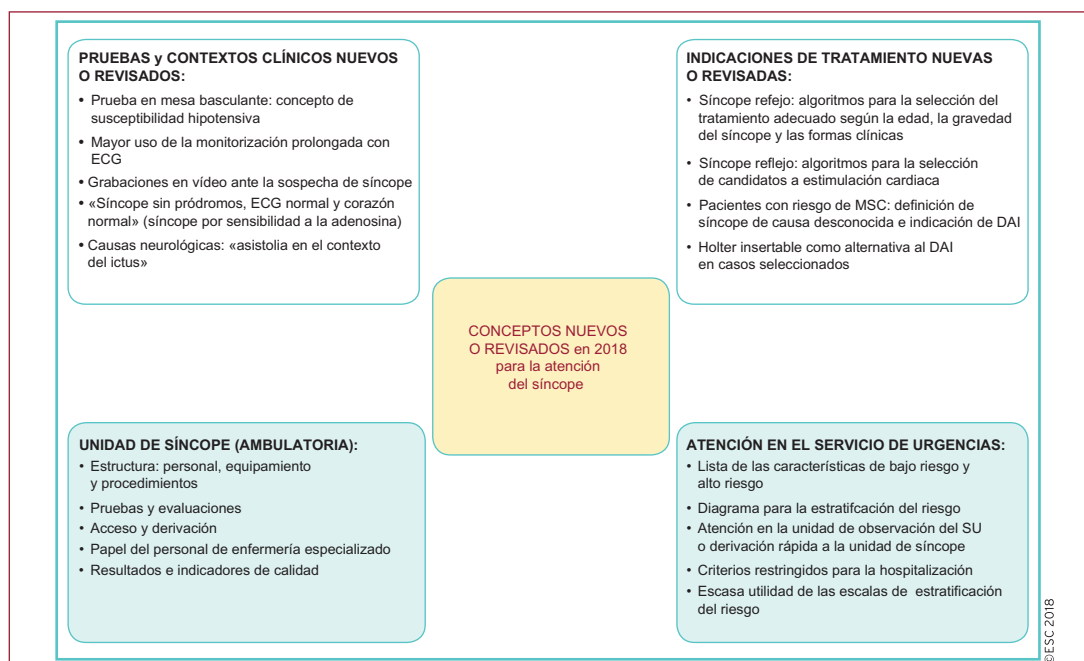 PRUEBAS y CONTEXTOS CLÍNICOS NUEVOS
O REVISADOS:
• Prueba en mesa basculante: concepto de
susceptibilidad hipotensiva
• Mayor uso de la monitorización prolongada con
ECG
• Grabaciones en vídeo ante la sospecha de síncope
• «Síncope sin pródromos, ECG normal y corazón
normal» (síncope por sensibilidad a la adenosina)
• Causas neurológicas: «asistolia en el contexto
del ictus»
INDICACIONES DE TRATAMIENTO NUEVAS
O REVISADAS:
• Síncope refejo: algoritmos para la selección del
tratamiento adecuado según la edad, la gravedad
del síncope y las formas clínicas
• Síncope reflejo: algoritmos para la selección
de candidatos a estimulación cardiaca
• Pacientes con riesgo de MSC: definición de
síncope de causa desconocida e indicación de DAI
• Holter insertable como alternativa al DAI
en casos seleccionados
CONCEPTOS NUEVOS
O REVISADOS en 2018
para la atención
del síncope
UNIDAD DE SÍNCOPE (AMBULATORIA):
• Estructura: personal, equipamiento
y procedimientos
• Pruebas y evaluaciones
• Acceso y derivación
• Papel del personal de enfermería especializado
• Resultados e indicadores de calidad
ATENCIÓN EN EL SERVICIO DE URGENCIAS:
• Lista de las características de bajo riesgo y
alto riesgo
• Diagrama para la estratifcación del riesgo
• Atención en la unidad de observación del SU
o derivación rápida a la unidad de síncope
• Criterios restringidos para la hospitalización
• Escasa utilidad de las escalas de estratificación
del riesgo
©ESC 2018